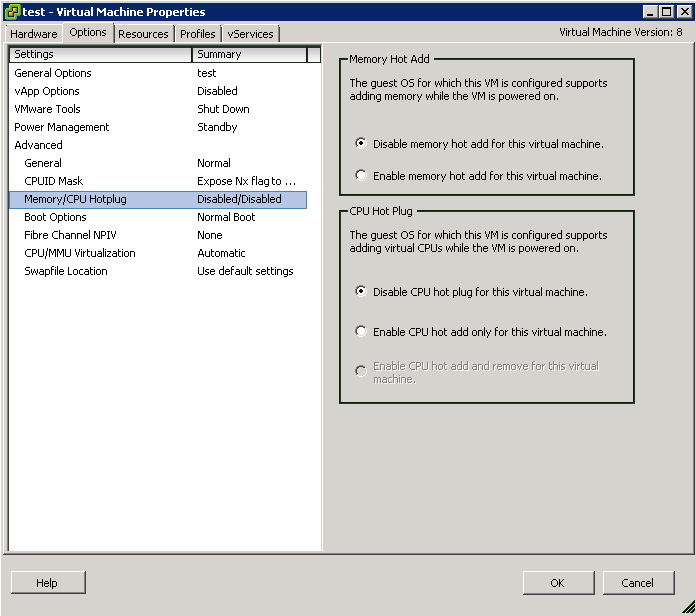 test - Virtual Machine Properties
Hardware Options Resources Profiles vServices Virtual Machine Version: 8
Settings Summary
General Options test
vApp Options Disabled
VMware Tools Shut Down
Power Management Standby
Advanced
General Normal
CPUID Mask Expose Nx flag to ...
Memory/CPU Hotplug Disabled/Disabled
Boot Options Normal Boot
Fibre Channel NPIV None
CPU/MMU Virtualization Automatic
Swapfile Location Use default settings
Memory Hot Add
The guest OS for which this VM is configured supports
adding memory while the VM is powered on.
Disable memory hot add for this virtual machine.
Enable memory hot add for this virtual machine.
CPU Hot Plug
The guest OS for which this VM is configured supports
adding virtual CPUs while the VM is powered on.
Disable CPU hot plug for this virtual machine.
Enable CPU hot add only for this virtual machine.
Enable CPU hot add and remove for this virtual
machine.
Help OK Cancel